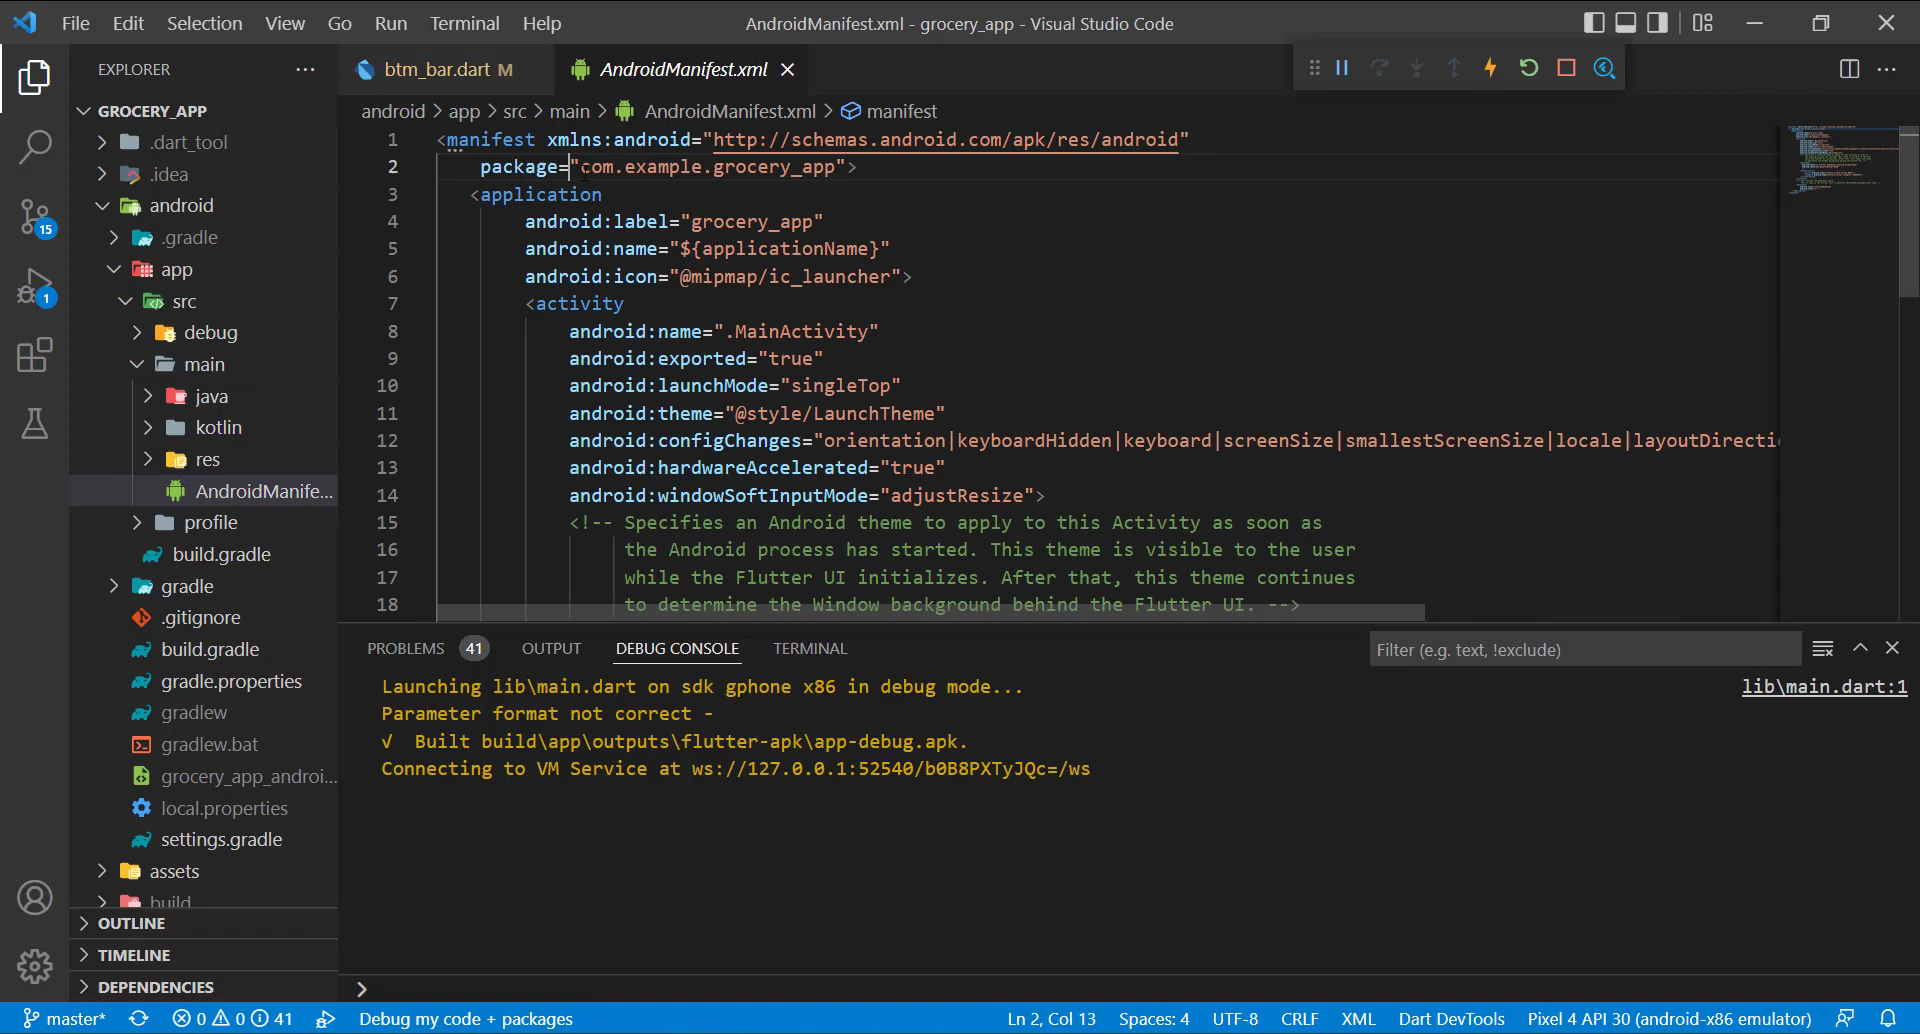 File Edit Selection View Go Run Terminal Help
AndroidManifest.xml - grocery_app - Visual Studio Code
EXPLORER
GROCERY_APP
.dart_tool
.idea
android
.gradle
app
src
debug
main
java
kotlin
res
AndroidManife...
profile
build.gradle
gradle
.gitignore
build.gradle
gradle.properties
gradlew
gradlew.bat
grocery_app_androi...
local.properties
settings.gradle
assets
build
OUTLINE
TIMELINE
DEPENDENCIES
15
1
btm_bar.dart M
AndroidManifest.xml
android > app > src > main > AndroidManifest.xml > manifest
1 <manifest xmlns:android="http://schemas.android.com/apk/res/android"
2 package="com.example.grocery_app">
3 <application
4 android:label="grocery_app"
5 android:name="${applicationName}"
6 android:icon="@mipmap/ic_launcher">
7 <activity
8 android:name=".MainActivity"
9 android:exported="true"
10 android:launchMode="singleTop"
11 android:theme="@style/LaunchTheme"
12 android:configChanges="orientation|keyboardHidden|keyboard|screenSize|smallestScreenSize|locale|layoutDirectio
13 android:hardwareAccelerated="true"
14 android:windowSoftInputMode="adjustResize">
15 <!-- Specifies an Android theme to apply to this Activity as soon as
16 the Android process has started. This theme is visible to the user
17 while the Flutter UI initializes. After that, this theme continues
18 to determine the Window background behind the Flutter UI. -->
PROBLEMS 41 OUTPUT DEBUG CONSOLE TERMINAL
Filter (e.g. text, !exclude)
Launching lib\main.dart on sdk gphone x86 in debug mode...
lib\main.dart:1
Parameter format not correct -
√ Built build\app\outputs\flutter-apk\app-debug.apk.
Connecting to VM Service at ws://127.0.0.1:52540/b0B8PXTyJQc=/ws
>
master* 0 0 41 Debug my code + packages Ln 2, Col 13 Spaces: 4 UTF-8 CRLF XML Dart DevTools Pixel 4 API 30 (android-x86 emulator)